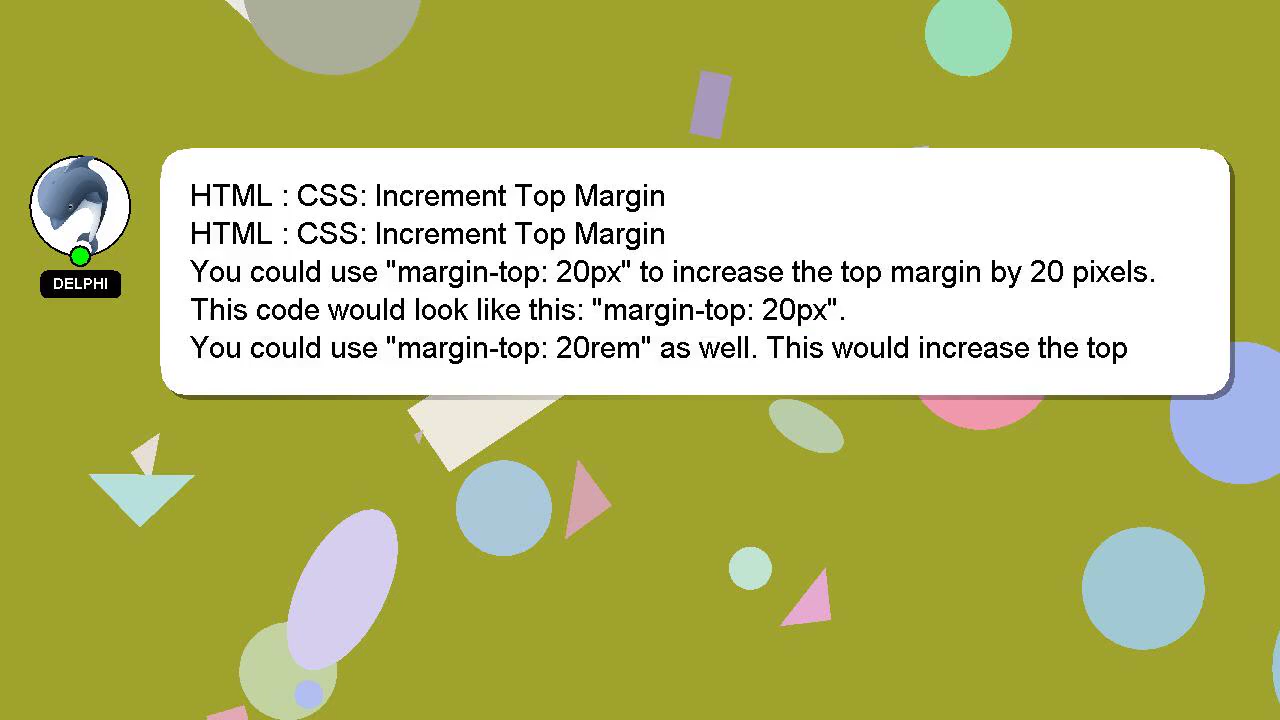 HTML : CSS: Increment Top Margin
HTML : CSS: Increment Top Margin
You could use "margin-top: 20px" to increase the top margin by 20 pixels.
This code would look like this: "margin-top: 20px".
You could use "margin-top: 20rem" as well. This would increase the top
DELPHI